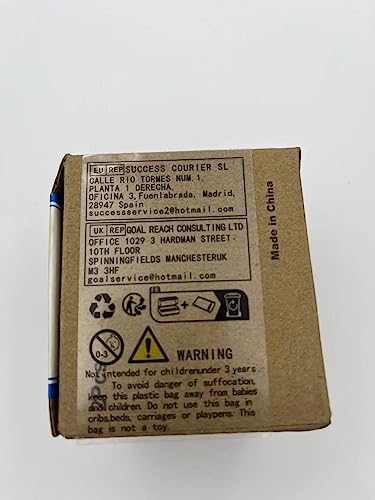 EU REP SUCCESS COURIER SL
CALLE RIO TORMES NUM.1,
PLANTA 1 DERECHA,
OFICINA 3,Fuenlabrada, Madrid,
28947 Spain
successservice2@hotmail.com
UK REP GOAL REACH CONSULTING LTD
OFFICE 1029 3 HARDMAN STREET
10TH FLOOR
SPINNINGFIELDS MANCHESTERUK
M3 3HF
goalservice@hotmail.com
Made in China
0-3
WARNING
Not intended for childrenunder 3 years
To avoid danger of suffocation,
keep this plastic bag away from babies
and children. Do not use this bag in
cribs,beds, carriages or playpens. This
bag is not a toy.